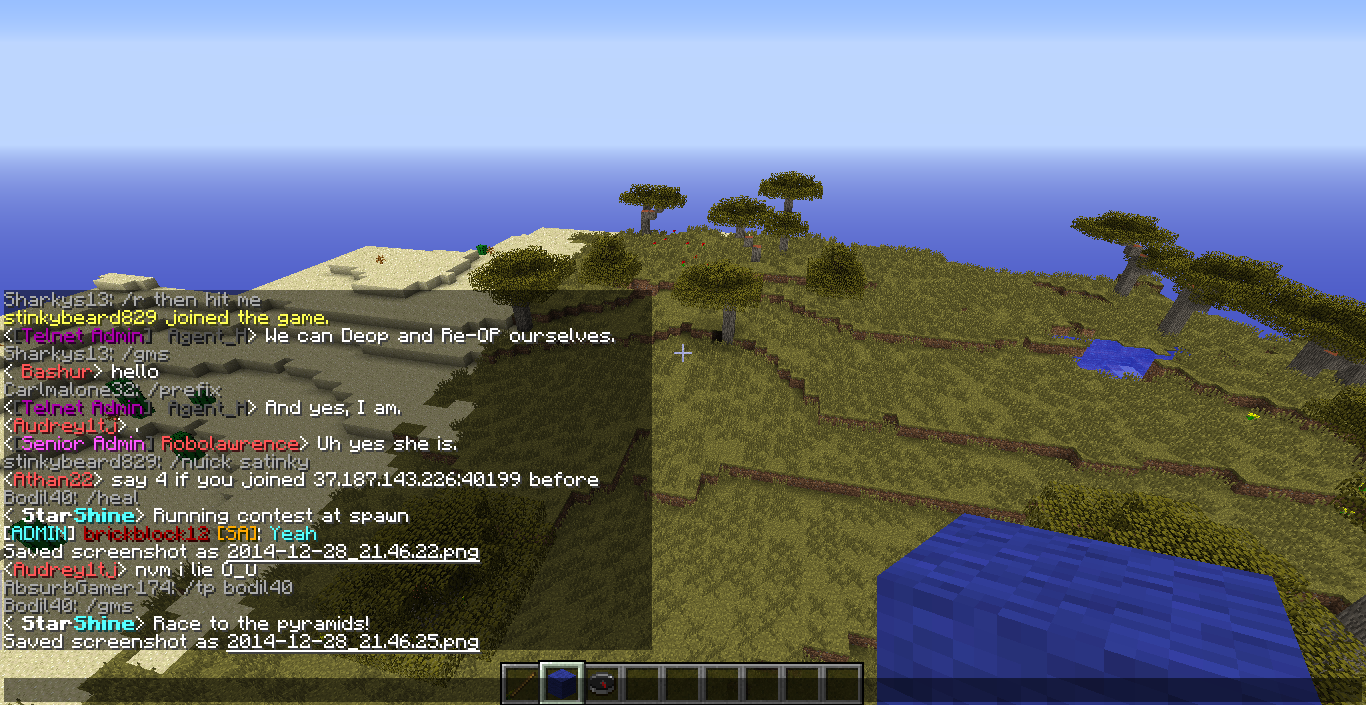 Sharkys13: /r then hit me
stinkybeard829 joined the game.
<[Telnet Admin] Agent_H> We can Deop and Re-OP ourselves.
Sharkys13: /gms
< Bashur> hello
Carlmalone32: /prefix
<[Telnet Admin] Agent_H> And yes, I am.
<Audrey1tj> .
<[Senior Admin] Robolawrence> Uh yes she is.
stinkybeard829: /nuick satinky
<Athan22> say 4 if you joined 37.187.143.226:40199 before
Bodil40: /heal
< StarShine> Running contest at spawn
[ADMIN] brickblock12 [SA]: Yeah
Saved screenshot as 2014-12-28_21.46.22.png
<Audrey1tj> nvm i lie U_U
AbsurbGamer174: /tp bodil40
Bodil40: /gms
< StarShine> Race to the pyramids!
Saved screenshot as 2014-12-28_21.46.25.png